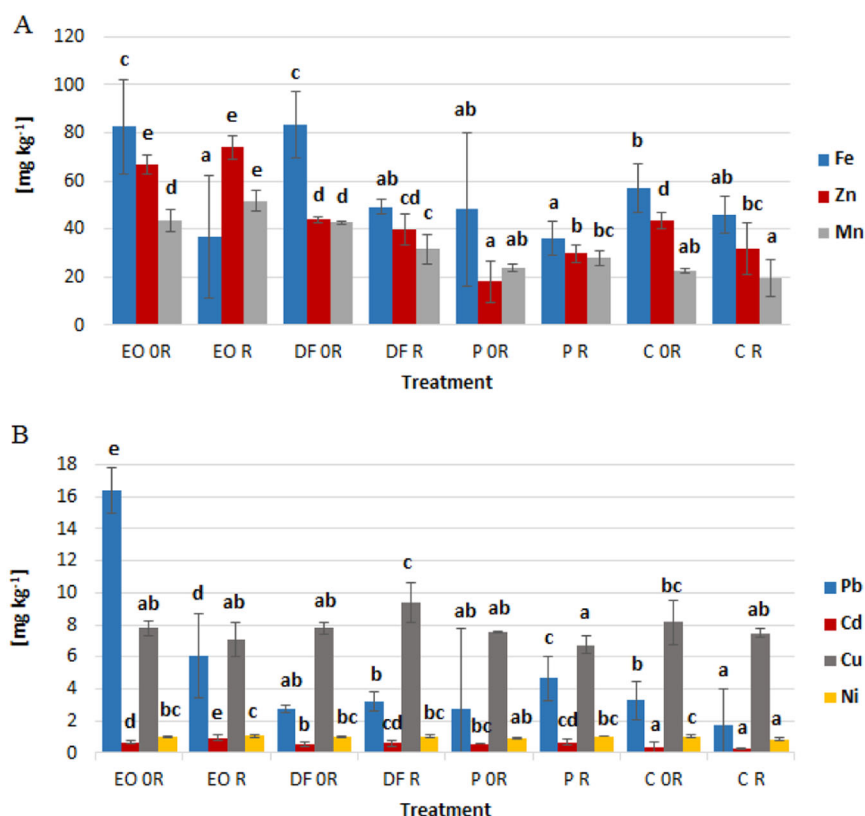 A
120
100
80
60
40
20
0
[mg kg-1]
c e d
a e e
c d d
ab cd c
ab a ab
a b bc
b d ab
ab bc a
EO 0R EO R DF 0R DF R P 0R P R C 0R C R
Treatment
Fe
Zn
Mn
B
18
16
14
12
10
8
6
4
2
0
[mg kg-1]
e d ab bc
d e ab c
ab b ab bc
b cd c bc
ab bc ab ab
c cd a bc
b a bc c
a a ab a
EO 0R EO R DF 0R DF R P 0R P R C 0R C R
Treatment
Pb
Cd
Cu
Ni